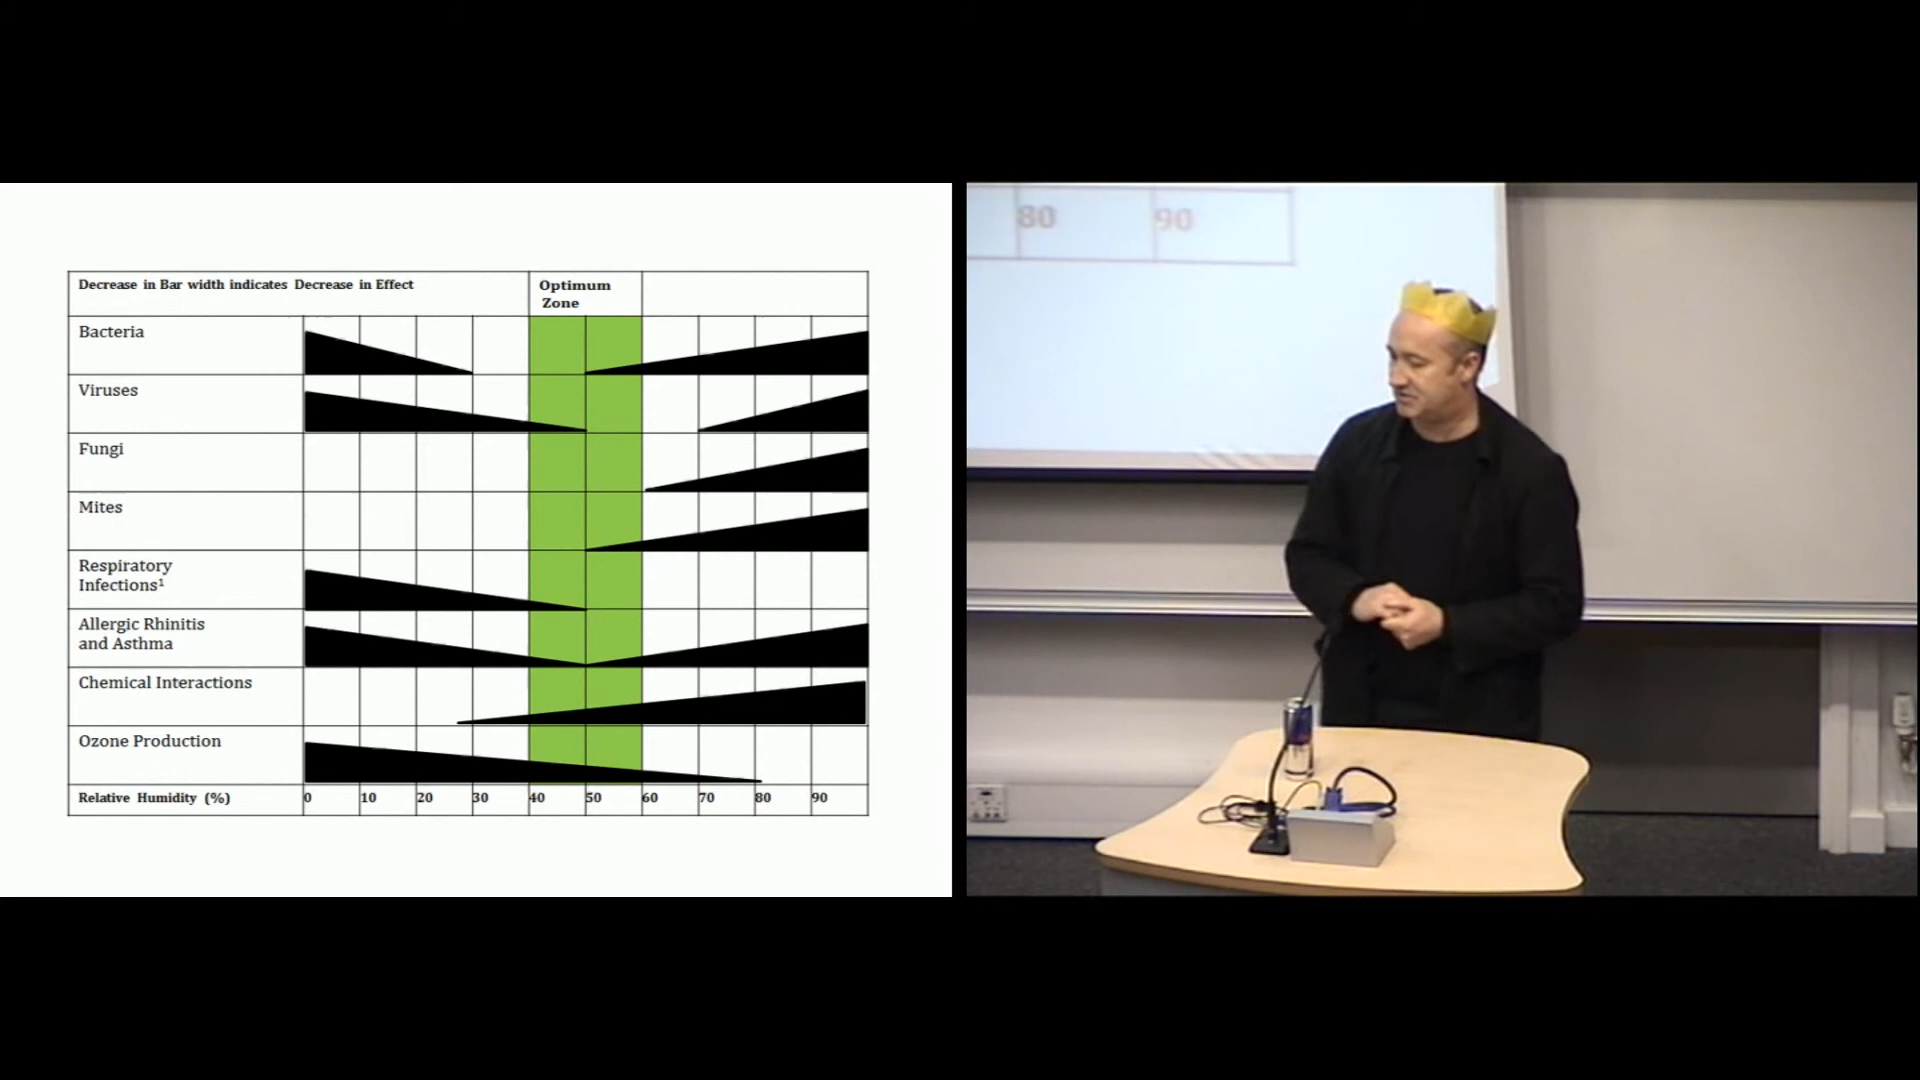 Decrease in Bar width indicates Decrease in Effect
Optimum
Zone
Bacteria
Viruses
Fungi
Mites
Respiratory
Infections¹
Allergic Rhinitis
and Asthma
Chemical Interactions
Ozone Production
Relative Humidity (%) 0 10 20 30 40 50 60 70 80 90
80 90